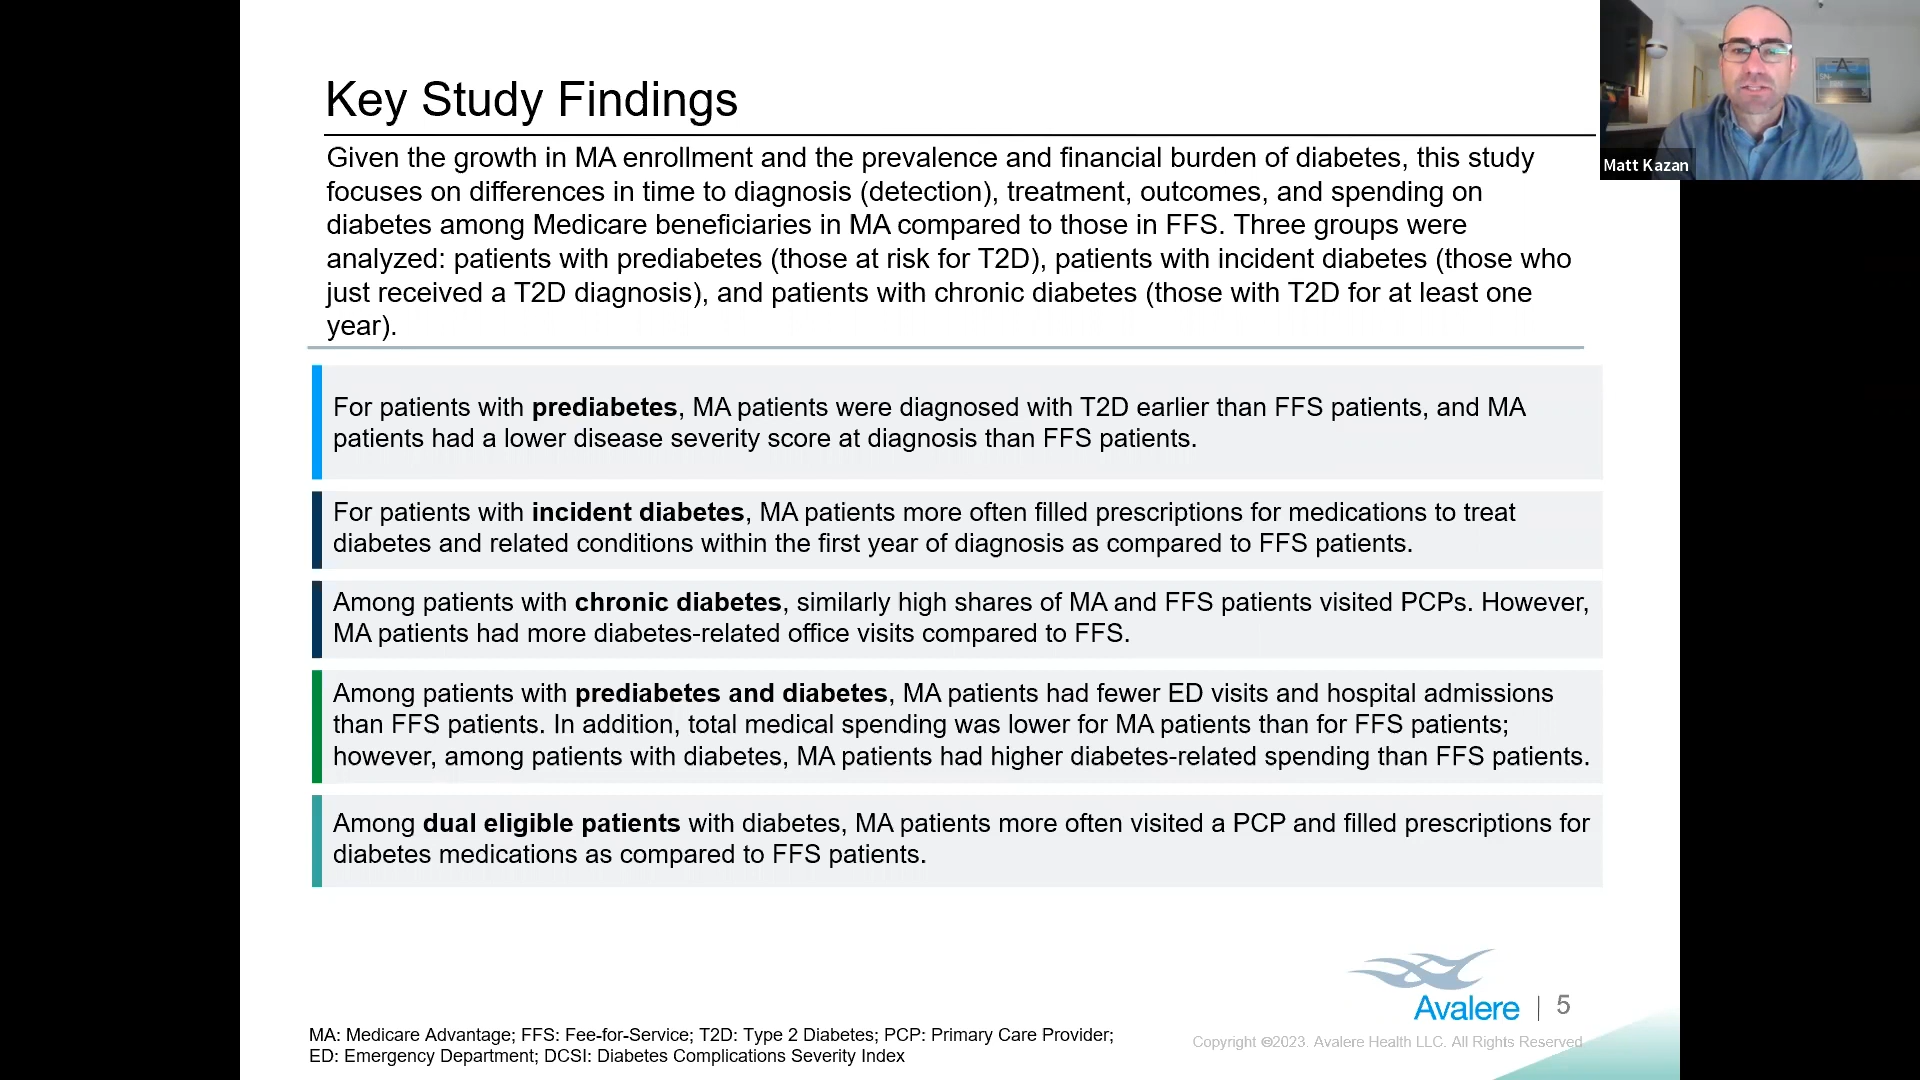 Key Study Findings
Given the growth in MA enrollment and the prevalence and financial burden of diabetes, this study
focuses on differences in time to diagnosis (detection), treatment, outcomes, and spending on
diabetes among Medicare beneficiaries in MA compared to those in FFS. Three groups were
analyzed: patients with prediabetes (those at risk for T2D), patients with incident diabetes (those who
just received a T2D diagnosis), and patients with chronic diabetes (those with T2D for at least one
year).
For patients with prediabetes, MA patients were diagnosed with T2D earlier than FFS patients, and MA
patients had a lower disease severity score at diagnosis than FFS patients.
For patients with incident diabetes, MA patients more often filled prescriptions for medications to treat
diabetes and related conditions within the first year of diagnosis as compared to FFS patients.
Among patients with chronic diabetes, similarly high shares of MA and FFS patients visited PCPs. However,
MA patients had more diabetes-related office visits compared to FFS.
Among patients with prediabetes and diabetes, MA patients had fewer ED visits and hospital admissions
than FFS patients. In addition, total medical spending was lower for MA patients than for FFS patients;
however, among patients with diabetes, MA patients had higher diabetes-related spending than FFS patients.
Among dual eligible patients with diabetes, MA patients more often visited a PCP and filled prescriptions for
diabetes medications as compared to FFS patients.
MA: Medicare Advantage; FFS: Fee-for-Service; T2D: Type 2 Diabetes; PCP: Primary Care Provider;
ED: Emergency Department; DCSI: Diabetes Complications Severity Index
Avalere | 5
Copyright ©2023. Avalere Health LLC. All Rights Reserved
Matt Kazan